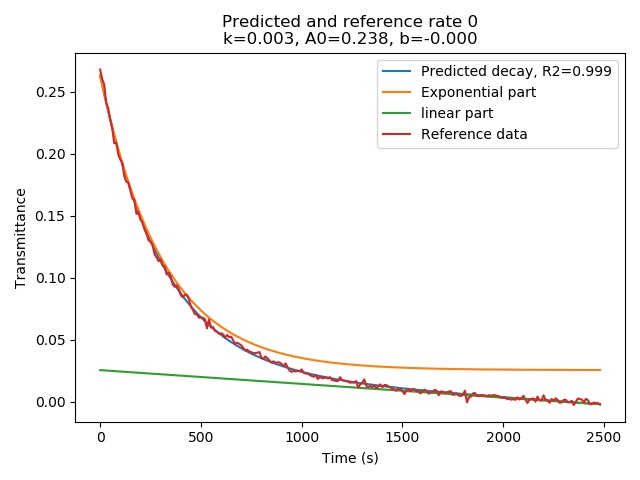 Predicted and reference rate 0
k=0.003, A0=0.238, b=-0.000
Predicted decay, R2=0.999
Exponential part
linear part
Reference data
Transmittance
0.25
0.20
0.15
0.10
0.05
0.00
0
500
1000
1500
2000
2500
Time (s)